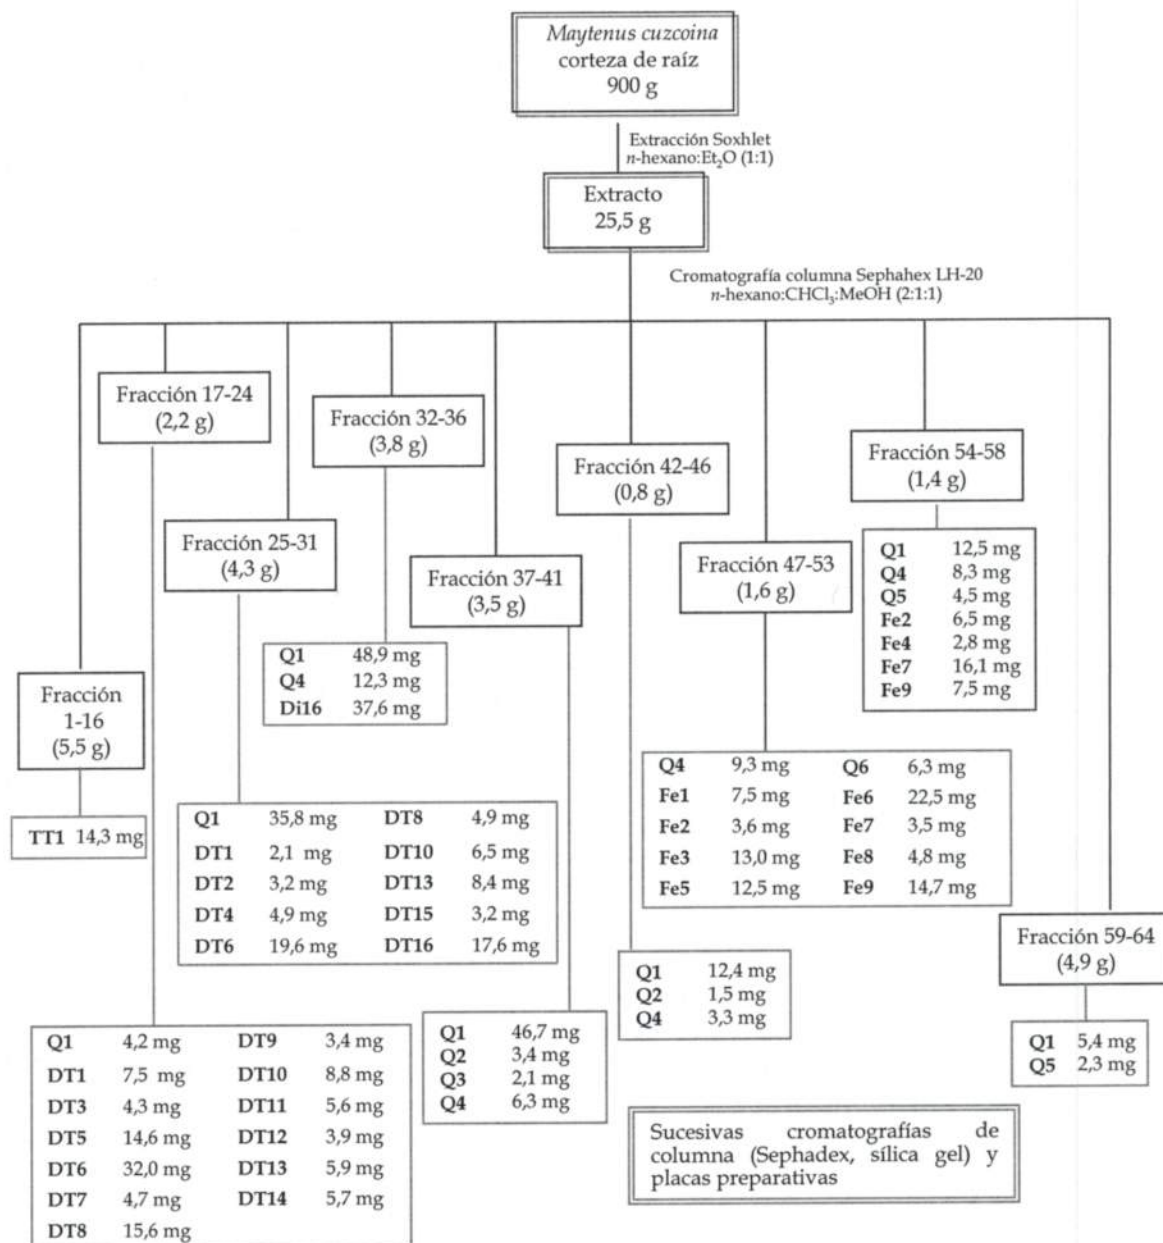 Maytenus cuzcoina
corteza de raíz
900 g
Extracción Soxhlet
n-hexano:Et₂O (1:1)
Extracto
25,5 g
Cromatografía columna Sephahex LH-20
n-hexano:CHCl₃:MeOH (2:1:1)
Fracción 17-24
(2,2 g)
Fracción 32-36
(3,8 g)
Fracción 54-58
(1,4 g)
Fracción 42-46
(0,8 g)
Fracción 25-31
(4,3 g)
Fracción 37-41
(3,5 g)
Fracción 47-53
(1,6 g)
Q1 12,5 mg
Q4 8,3 mg
Q5 4,5 mg
Fe2 6,5 mg
Fe4 2,8 mg
Fe7 16,1 mg
Fe9 7,5 mg
Q1 48,9 mg
Q4 12,3 mg
Di16 37,6 mg
Fracción
1-16
(5,5 g)
TT1 14,3 mg
Q1 35,8 mg DT8 4,9 mg
DT1 2,1 mg DT10 6,5 mg
DT2 3,2 mg DT13 8,4 mg
DT4 4,9 mg DT15 3,2 mg
DT6 19,6 mg DT16 17,6 mg
Q4 9,3 mg Q6 6,3 mg
Fe1 7,5 mg Fe6 22,5 mg
Fe2 3,6 mg Fe7 3,5 mg
Fe3 13,0 mg Fe8 4,8 mg
Fe5 12,5 mg Fe9 14,7 mg
Fracción 59-64
(4,9 g)
Q1 12,4 mg
Q2 1,5 mg
Q4 3,3 mg
Q1 46,7 mg
Q2 3,4 mg
Q3 2,1 mg
Q4 6,3 mg
Q1 5,4 mg
Q5 2,3 mg
Q1 4,2 mg DT9 3,4 mg
DT1 7,5 mg DT10 8,8 mg
DT3 4,3 mg DT11 5,6 mg
DT5 14,6 mg DT12 3,9 mg
DT6 32,0 mg DT13 5,9 mg
DT7 4,7 mg DT14 5,7 mg
DT8 15,6 mg
Sucesivas cromatografías de
columna (Sephadex, sílica gel) y
placas preparativas